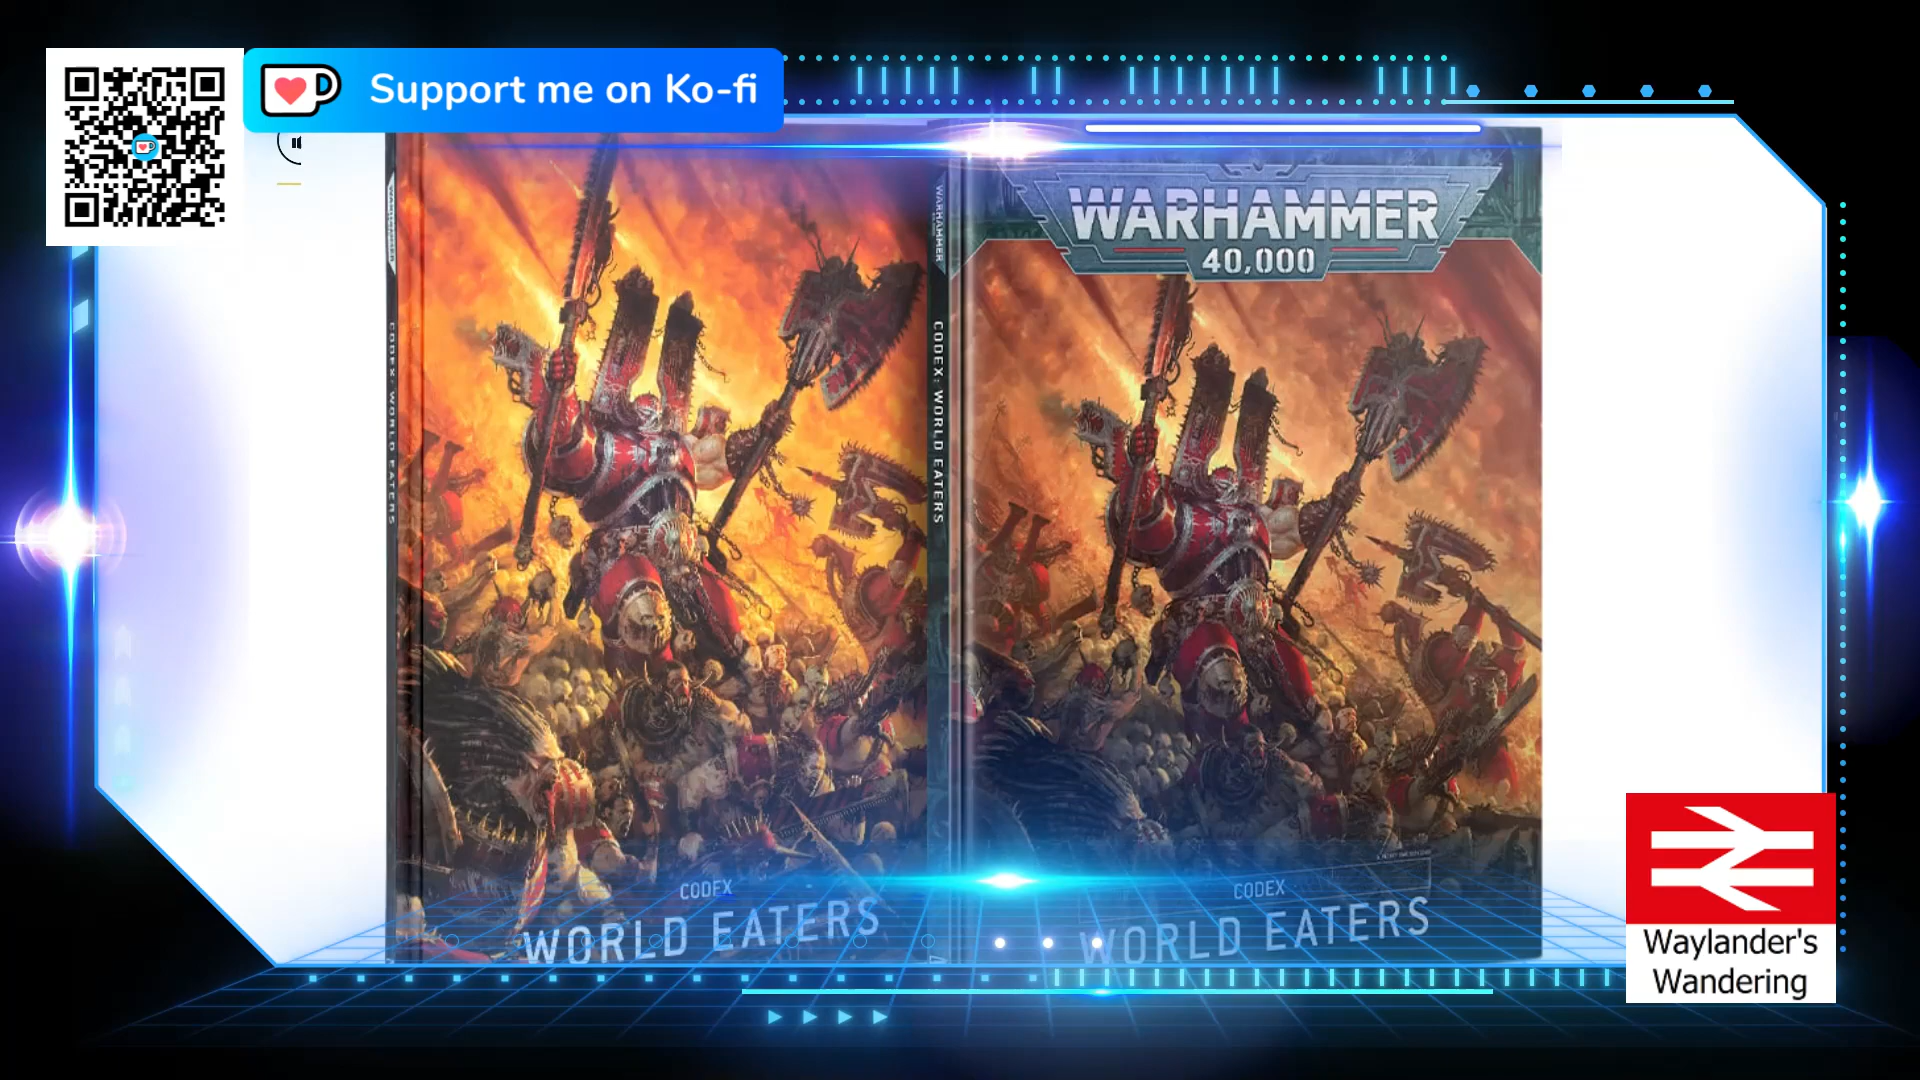 Support me on Ko-fi
WARHAMMER
40,000
WARHAMMER
CODEX: WORLD EATERS
CODEX: WORLD EATERS
CODEX
WORLD EATERS
CODEX
WORLD EATERS
Waylander's
Wandering